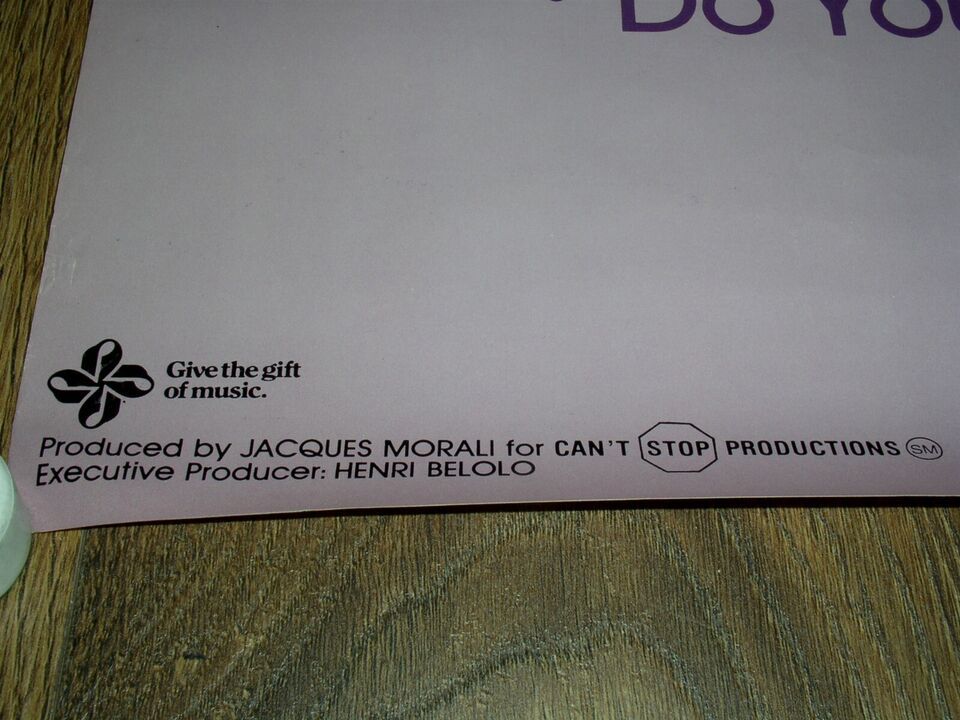 DO YOU
Give the gift
of music.
Produced by JACQUES MORALI for CAN'T STOP PRODUCTIONS SM
Executive Producer: HENRI BELOLO